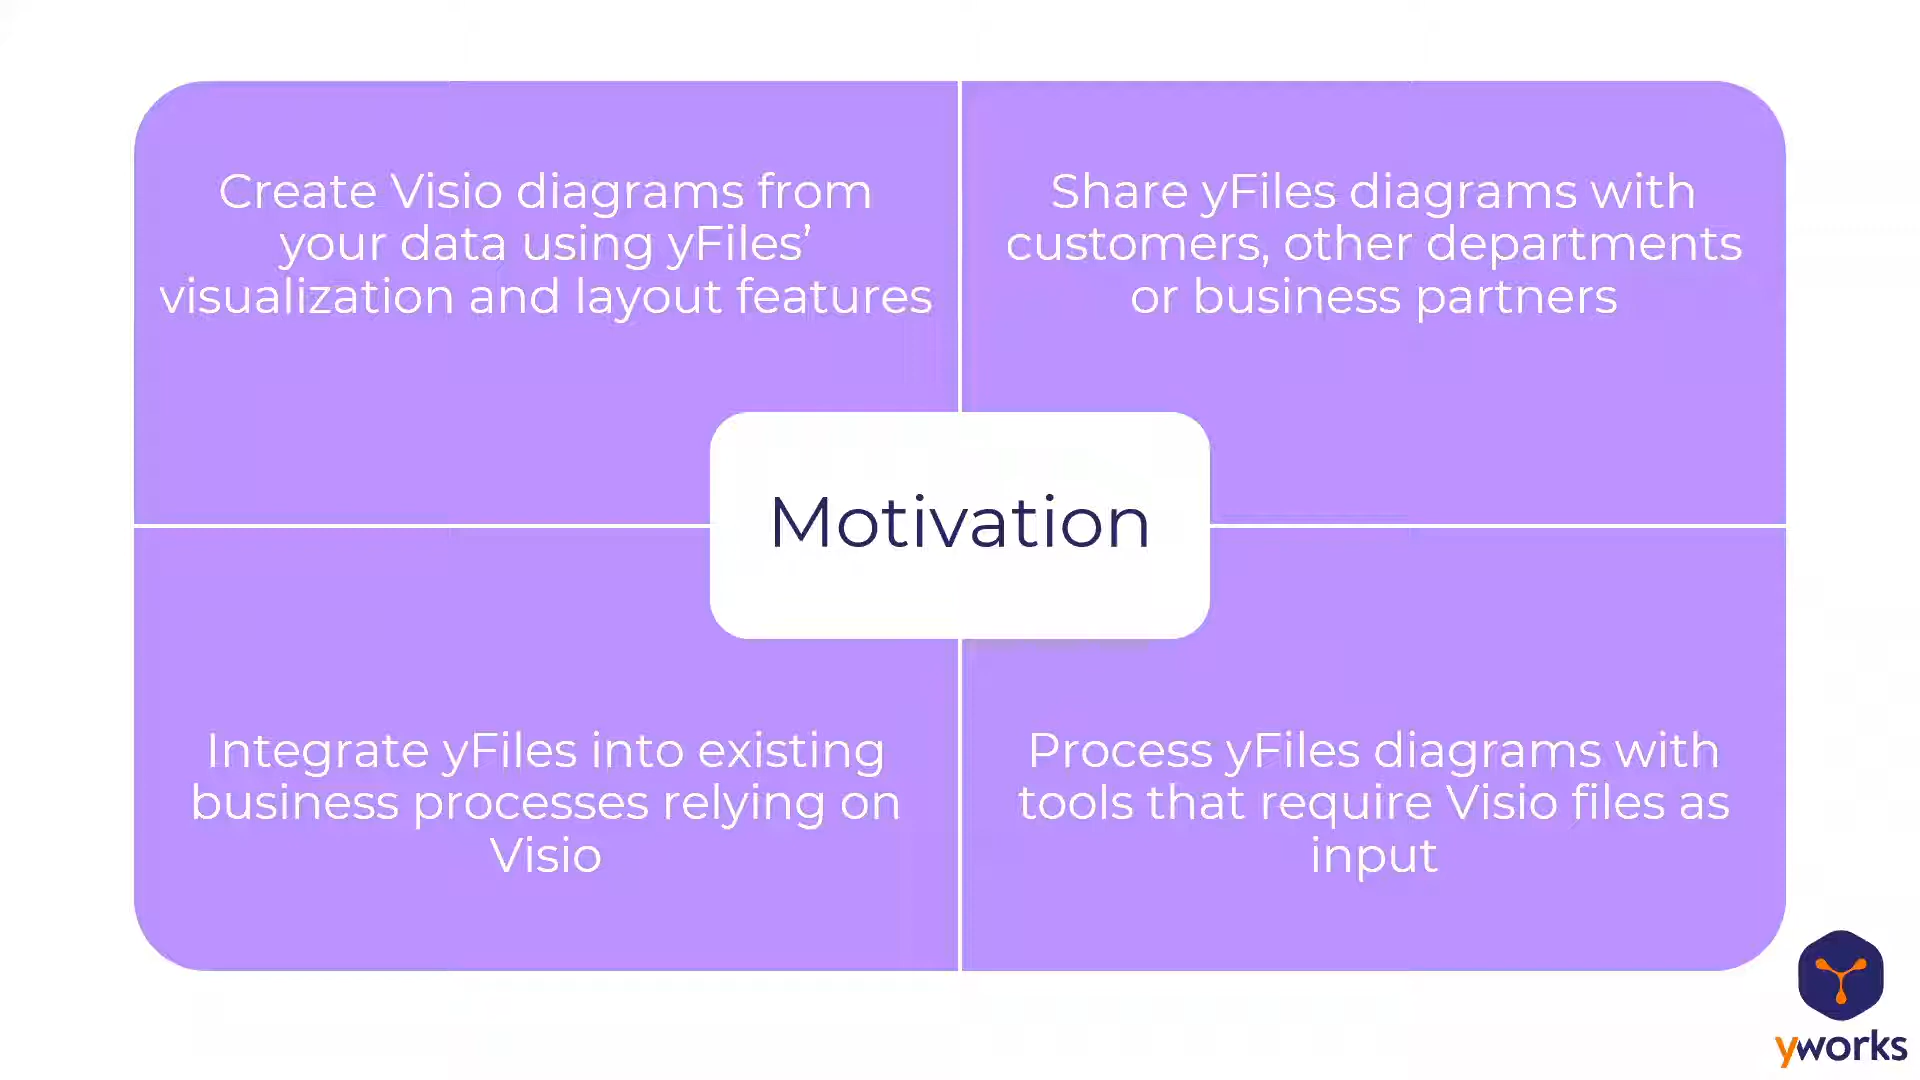 Create Visio diagrams from
your data using yFiles’
visualization and layout features
Share yFiles diagrams with
customers, other departments
or business partners
Motivation
Integrate yFiles into existing
business processes relying on
Visio
Process yFiles diagrams with
tools that require Visio files as
input
yworks